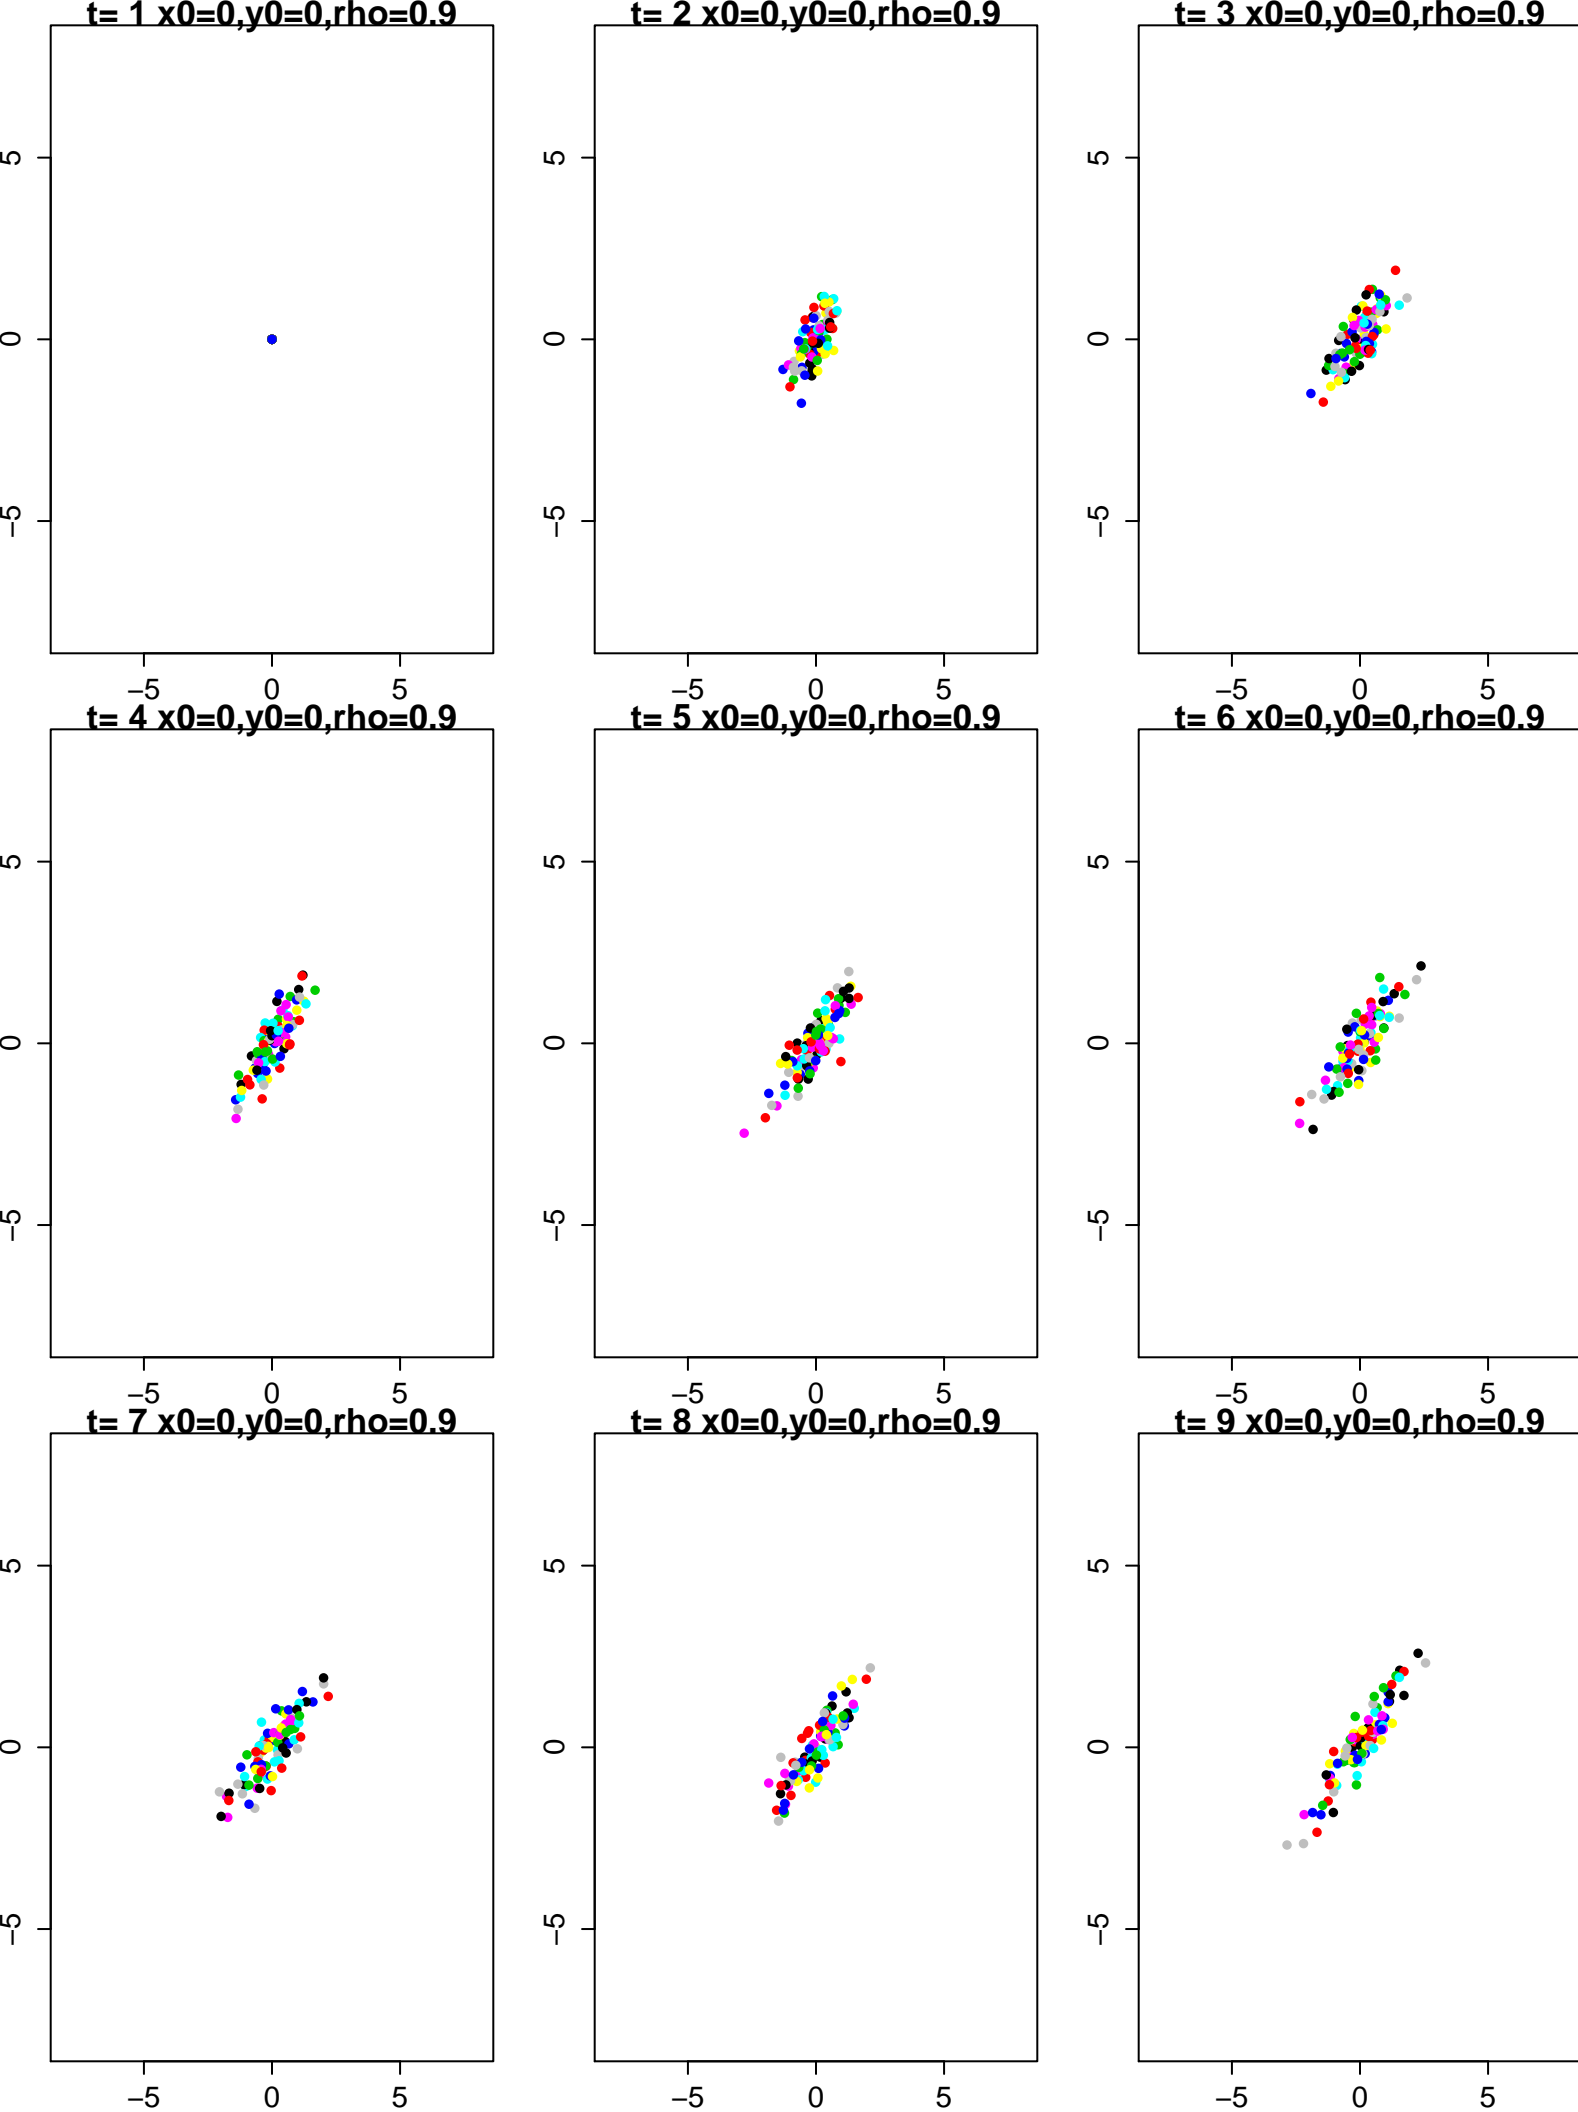 t= 1 x0=0,y0=0,rho=0.9
t= 2 x0=0,y0=0,rho=0.9
t= 3 x0=0,y0=0,rho=0.9
5
0
−5
5
0
−5
5
0
−5
−5 0 5
−5 0 5
−5 0 5
t= 4 x0=0,y0=0,rho=0.9
t= 5 x0=0,y0=0,rho=0.9
t= 6 x0=0,y0=0,rho=0.9
5
0
−5
5
0
−5
5
0
−5
−5 0 5
−5 0 5
−5 0 5
t= 7 x0=0,y0=0,rho=0.9
t= 8 x0=0,y0=0,rho=0.9
t= 9 x0=0,y0=0,rho=0.9
5
0
−5
5
0
−5
5
0
−5
−5 0 5
−5 0 5
−5 0 5